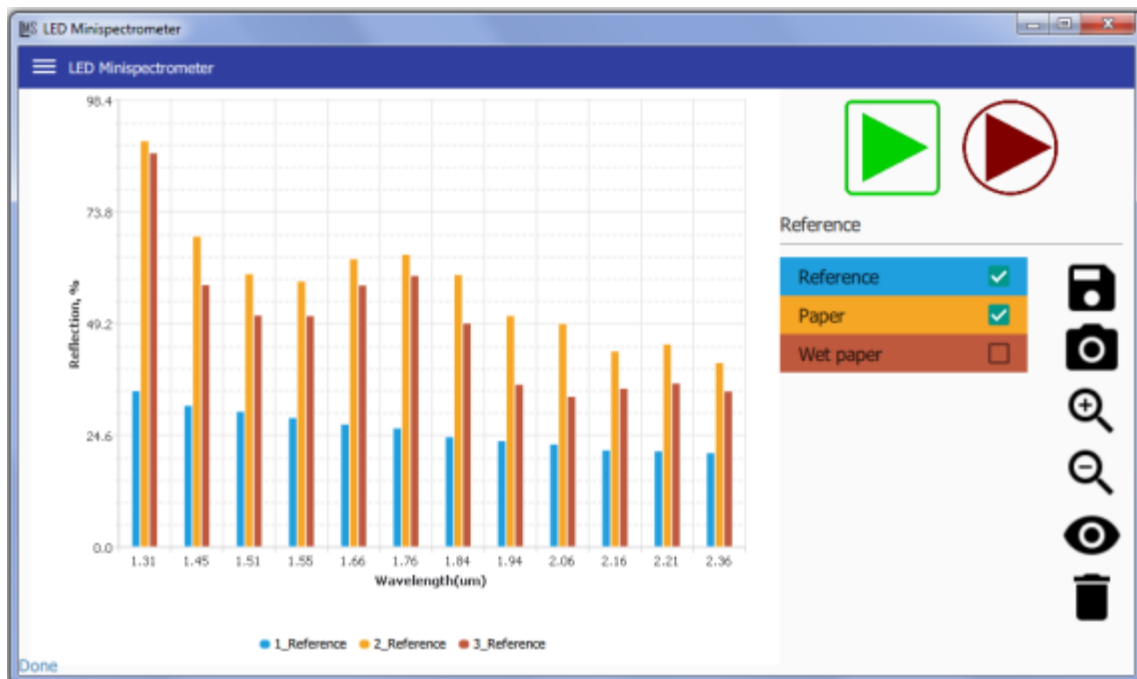 LMS LED Minispectrometer
LED Minispectrometer
98.4
73.8
49.2
24.6
0.0
Reflection, %
1.31 1.45 1.51 1.55 1.66 1.76 1.84 1.94 2.06 2.16 2.21 2.36
Wavelength(um)
1_Reference 2_Reference 3_Reference
Reference
Reference
Paper
Wet paper
Done